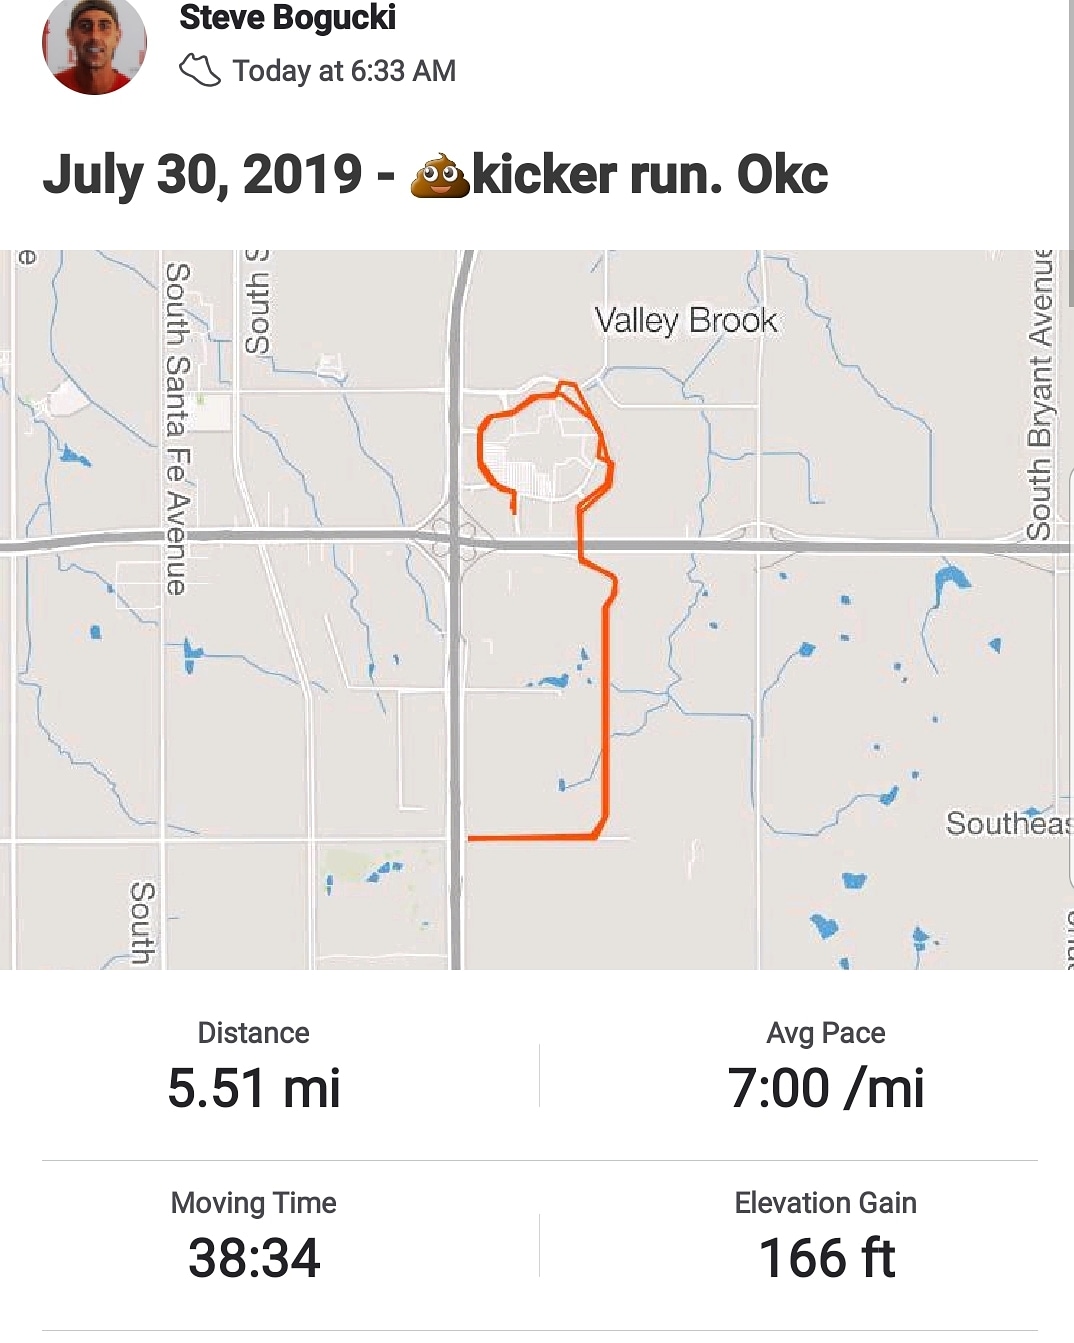 Steve Bogucki
Today at 6:33 AM
July 30, 2019 - 💩kicker run. Okc
e
South Santa Fe Avenue
South S
Valley Brook
South Bryant Avenue
Southeas
South
Distance
5.51 mi
Avg Pace
7:00 /mi
Moving Time
38:34
Elevation Gain
166 ft